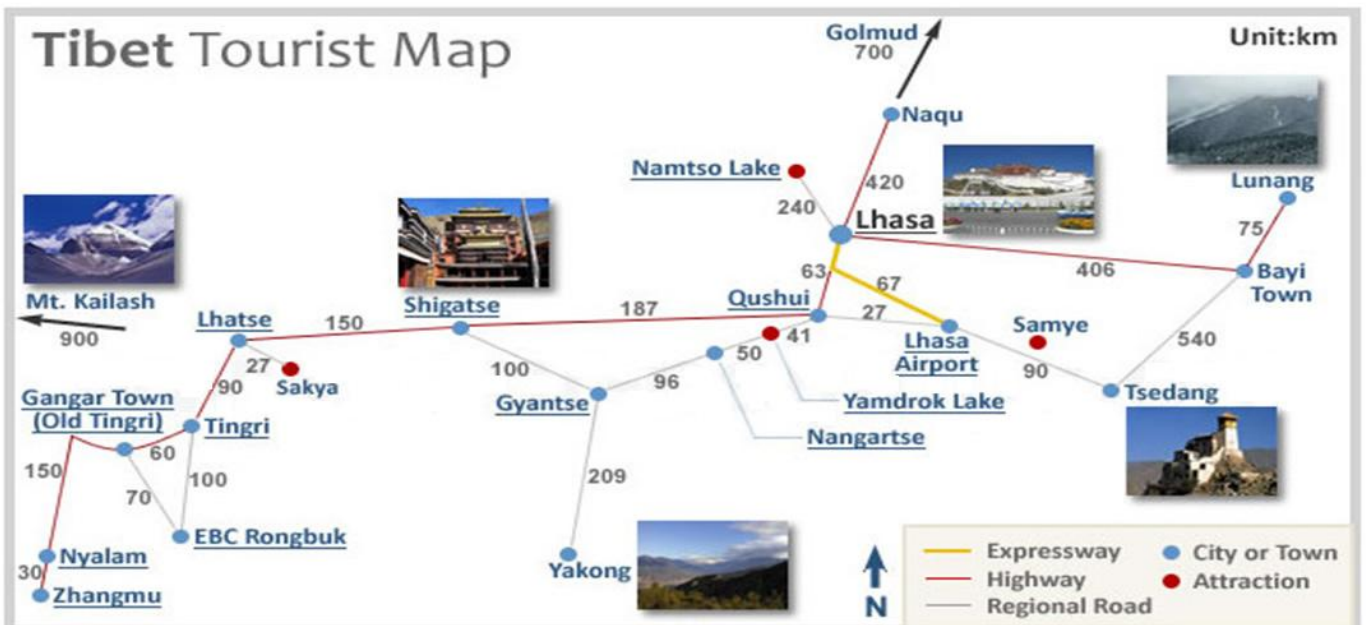 Tibet Tourist Map
Unit:km
Golmud
700
Naqu
Namtso Lake
420
240
Lhasa
Lunang
75
406
Bayi
Town
63
67
Mt. Kailash
900
Lhatse
150
Shigatse
187
Qushui
27
41
Lhasa
Airport
Samye
540
27
Sakya
90
100
50
96
90
Tsedang
Gangar Town
(Old Tingri)
Tingri
Gyantse
Yamdrok Lake
Nangartse
60
150
70
100
209
EBC Rongbuk
Nyalam
30
Zhangmu
Yakong
N
Expressway
City or Town
Highway
Attraction
Regional Road